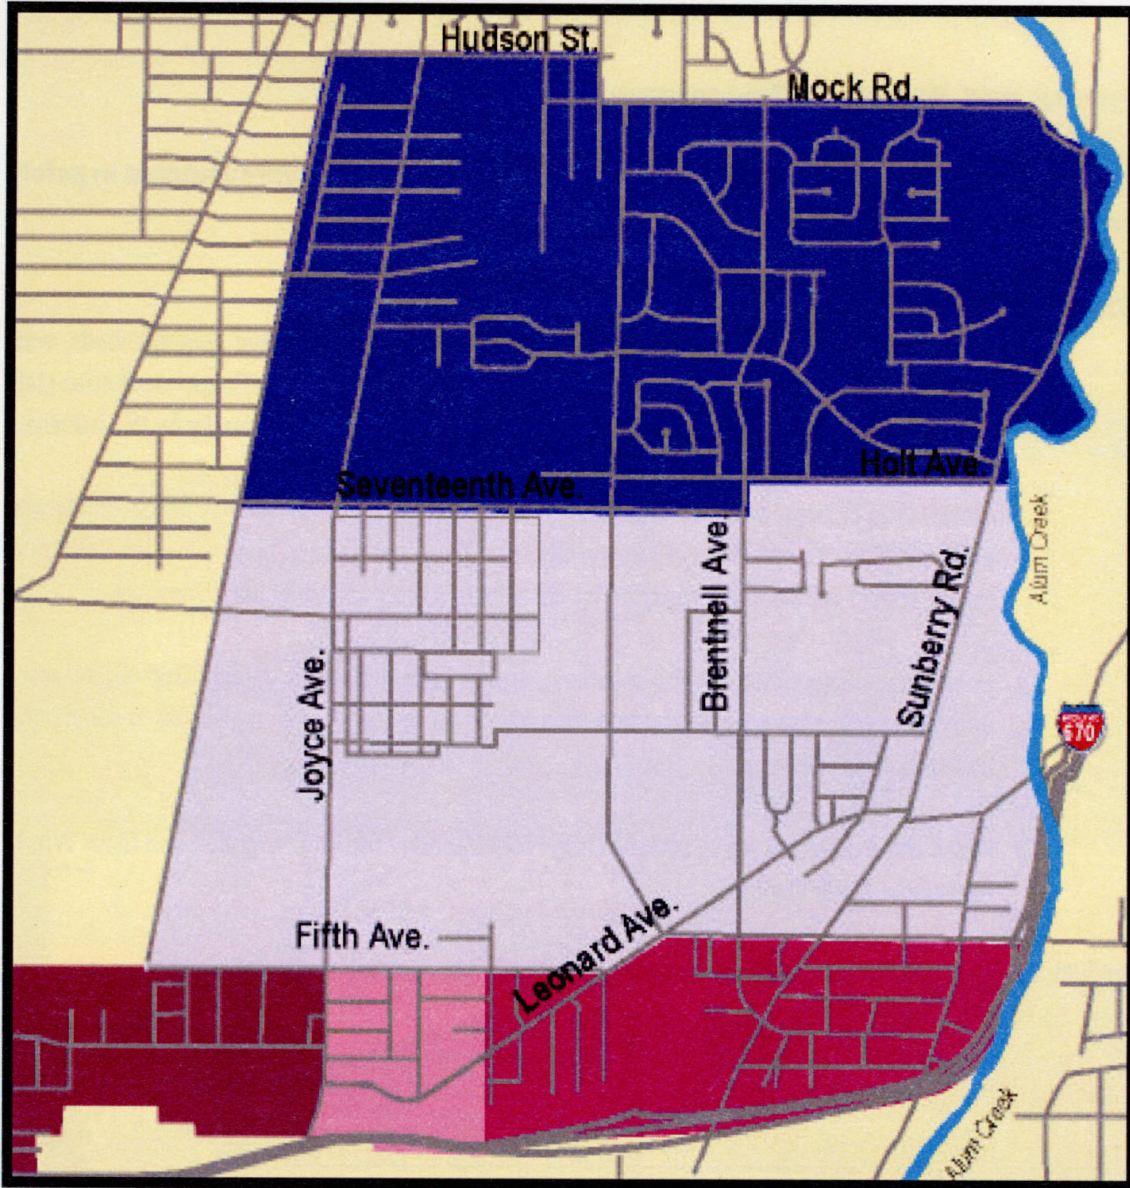 Hudson St.
Mock Rd.
Holt Ave.
Seventeenth Ave.
Alum Creek
Brentnell Ave.
Sunberry Rd.
Joyce Ave.
670
Fifth Ave.
Leonard Ave.
Alum Creek